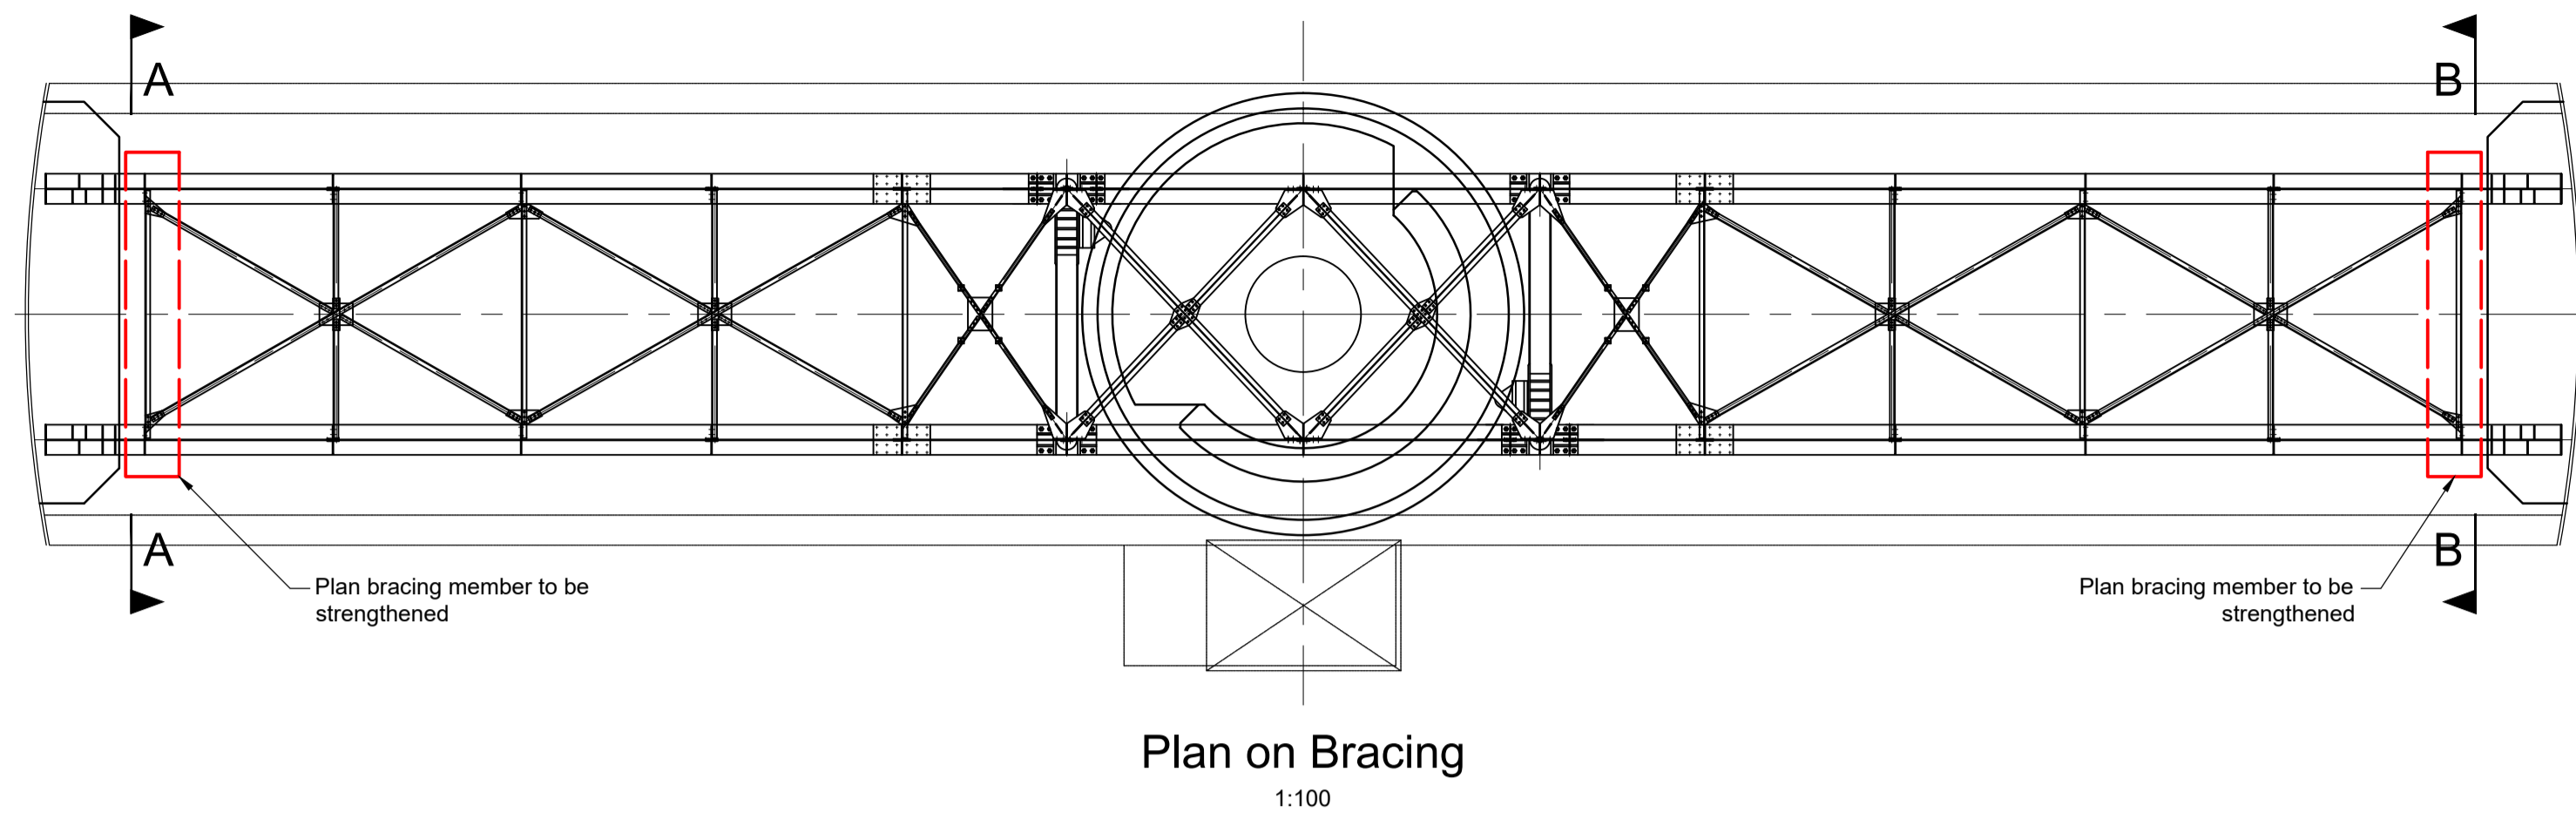 A
B
A
B
Plan bracing member to be
strengthened
Plan bracing member to be
strengthened
Plan on Bracing
1:100